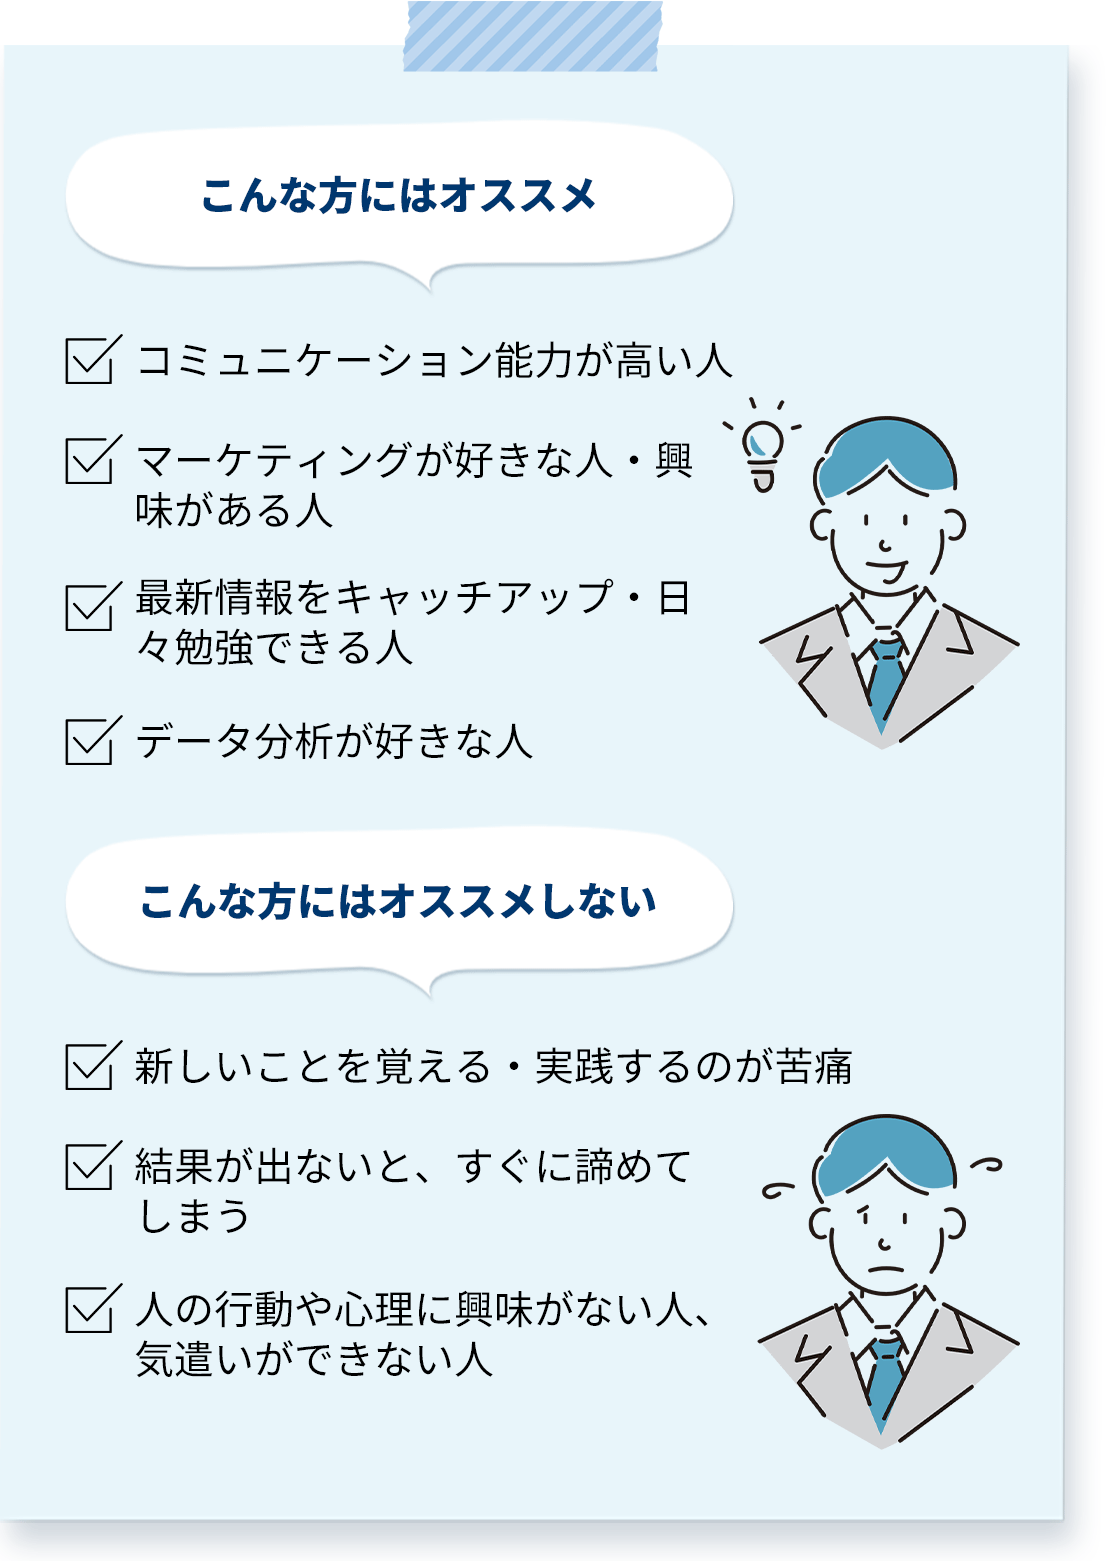 こんな方にはオススメ
コミュニケーション能力が高い人
マーケティングが好きな人・興
味がある人
最新情報をキャッチアップ・日
々勉強できる人
データ分析が好きな人
こんな方にはオススメしない
新しいことを覚える・実践するのが苦痛
結果が出ないと、すぐに諦めて
しまう
人の行動や心理に興味がない人、
気遣いができない人